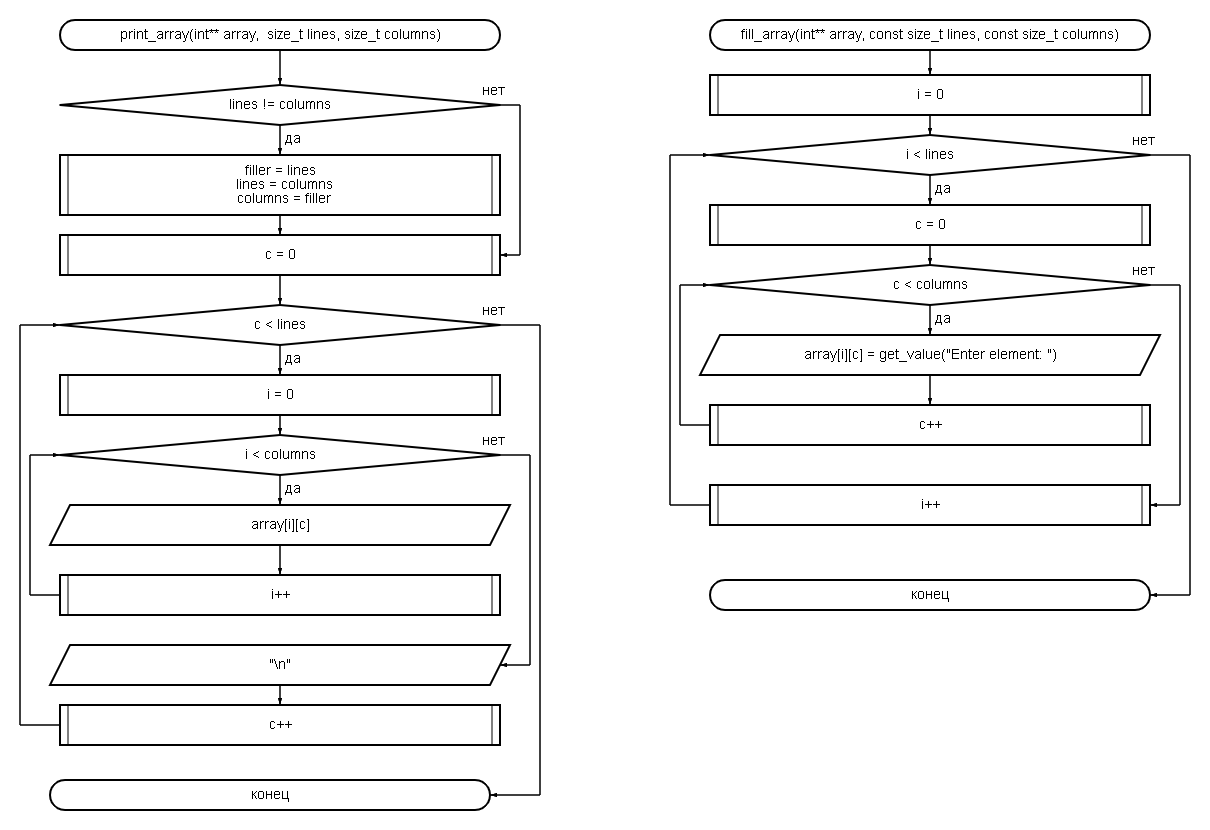 print_array(int** array, size_t lines, size_t columns)
lines != columns
нет
да
filler = lines
lines = columns
columns = filler
c = 0
c < lines
нет
да
i = 0
i < columns
нет
да
array[i][c]
i++
"\n"
c++
конец
fill_array(int** array, const size_t lines, const size_t columns)
i = 0
i < lines
нет
да
c = 0
c < columns
нет
да
array[i][c] = get_value("Enter element: ")
c++
i++
конец